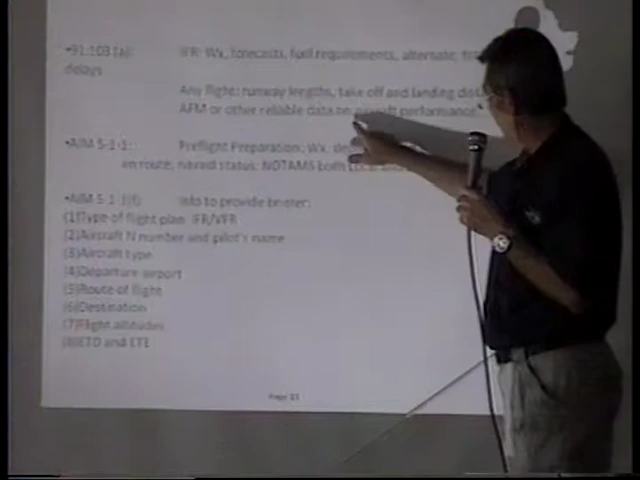 •91.103 (a): IFR: Wx, forecasts, fuel requirements, alternate,
delays
Any flight: runway lengths, take off and landing
AFM or other reliable data on aircraft performance.
•AIM 5-1-1: Preflight Preparation: Wx,
en route, navaid status: NOTAMS both
•AIM 5-1- Info to provide briefer:
(1)Type of flight plan IFR/VFR
(2)Aircraft N number and pilot's name
(3)Aircraft type
(4)Departure airport
(5)Route of flight
(6)Destination
(7)Flight altitudes
(8)ETD and ETE
Page